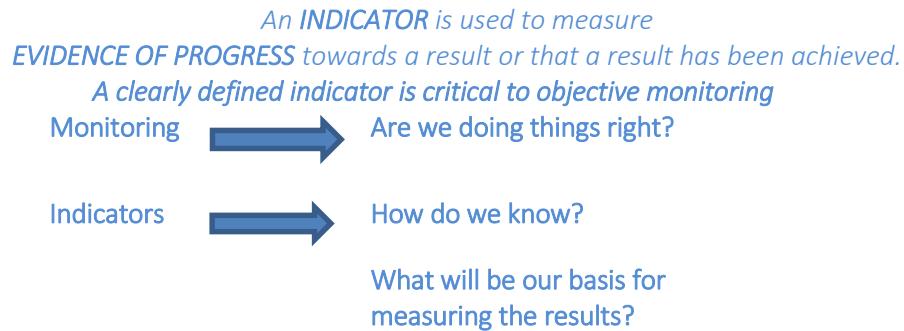 An INDICATOR is used to measure
EVIDENCE OF PROGRESS towards a result or that a result has been achieved.
A clearly defined indicator is critical to objective monitoring
Monitoring Are we doing things right?
Indicators How do we know?
What will be our basis for
measuring the results?